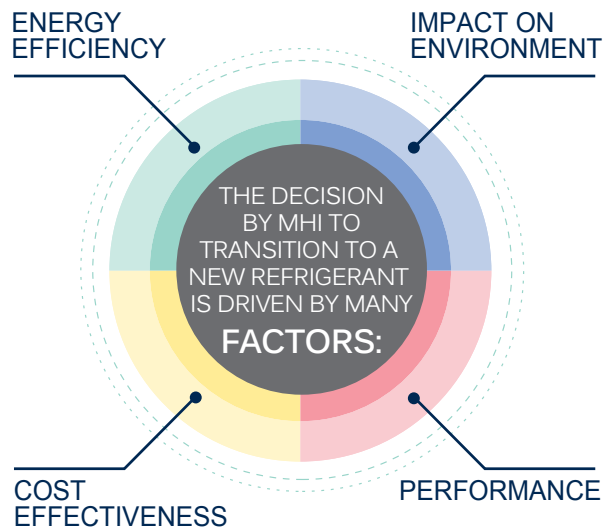 ENERGY
EFFICIENCY
IMPACT ON
ENVIRONMENT
THE DECISION
BY MHI TO
TRANSITION TO A
NEW REFRIGERANT
IS DRIVEN BY MANY
FACTORS:
COST
EFFECTIVENESS
PERFORMANCE